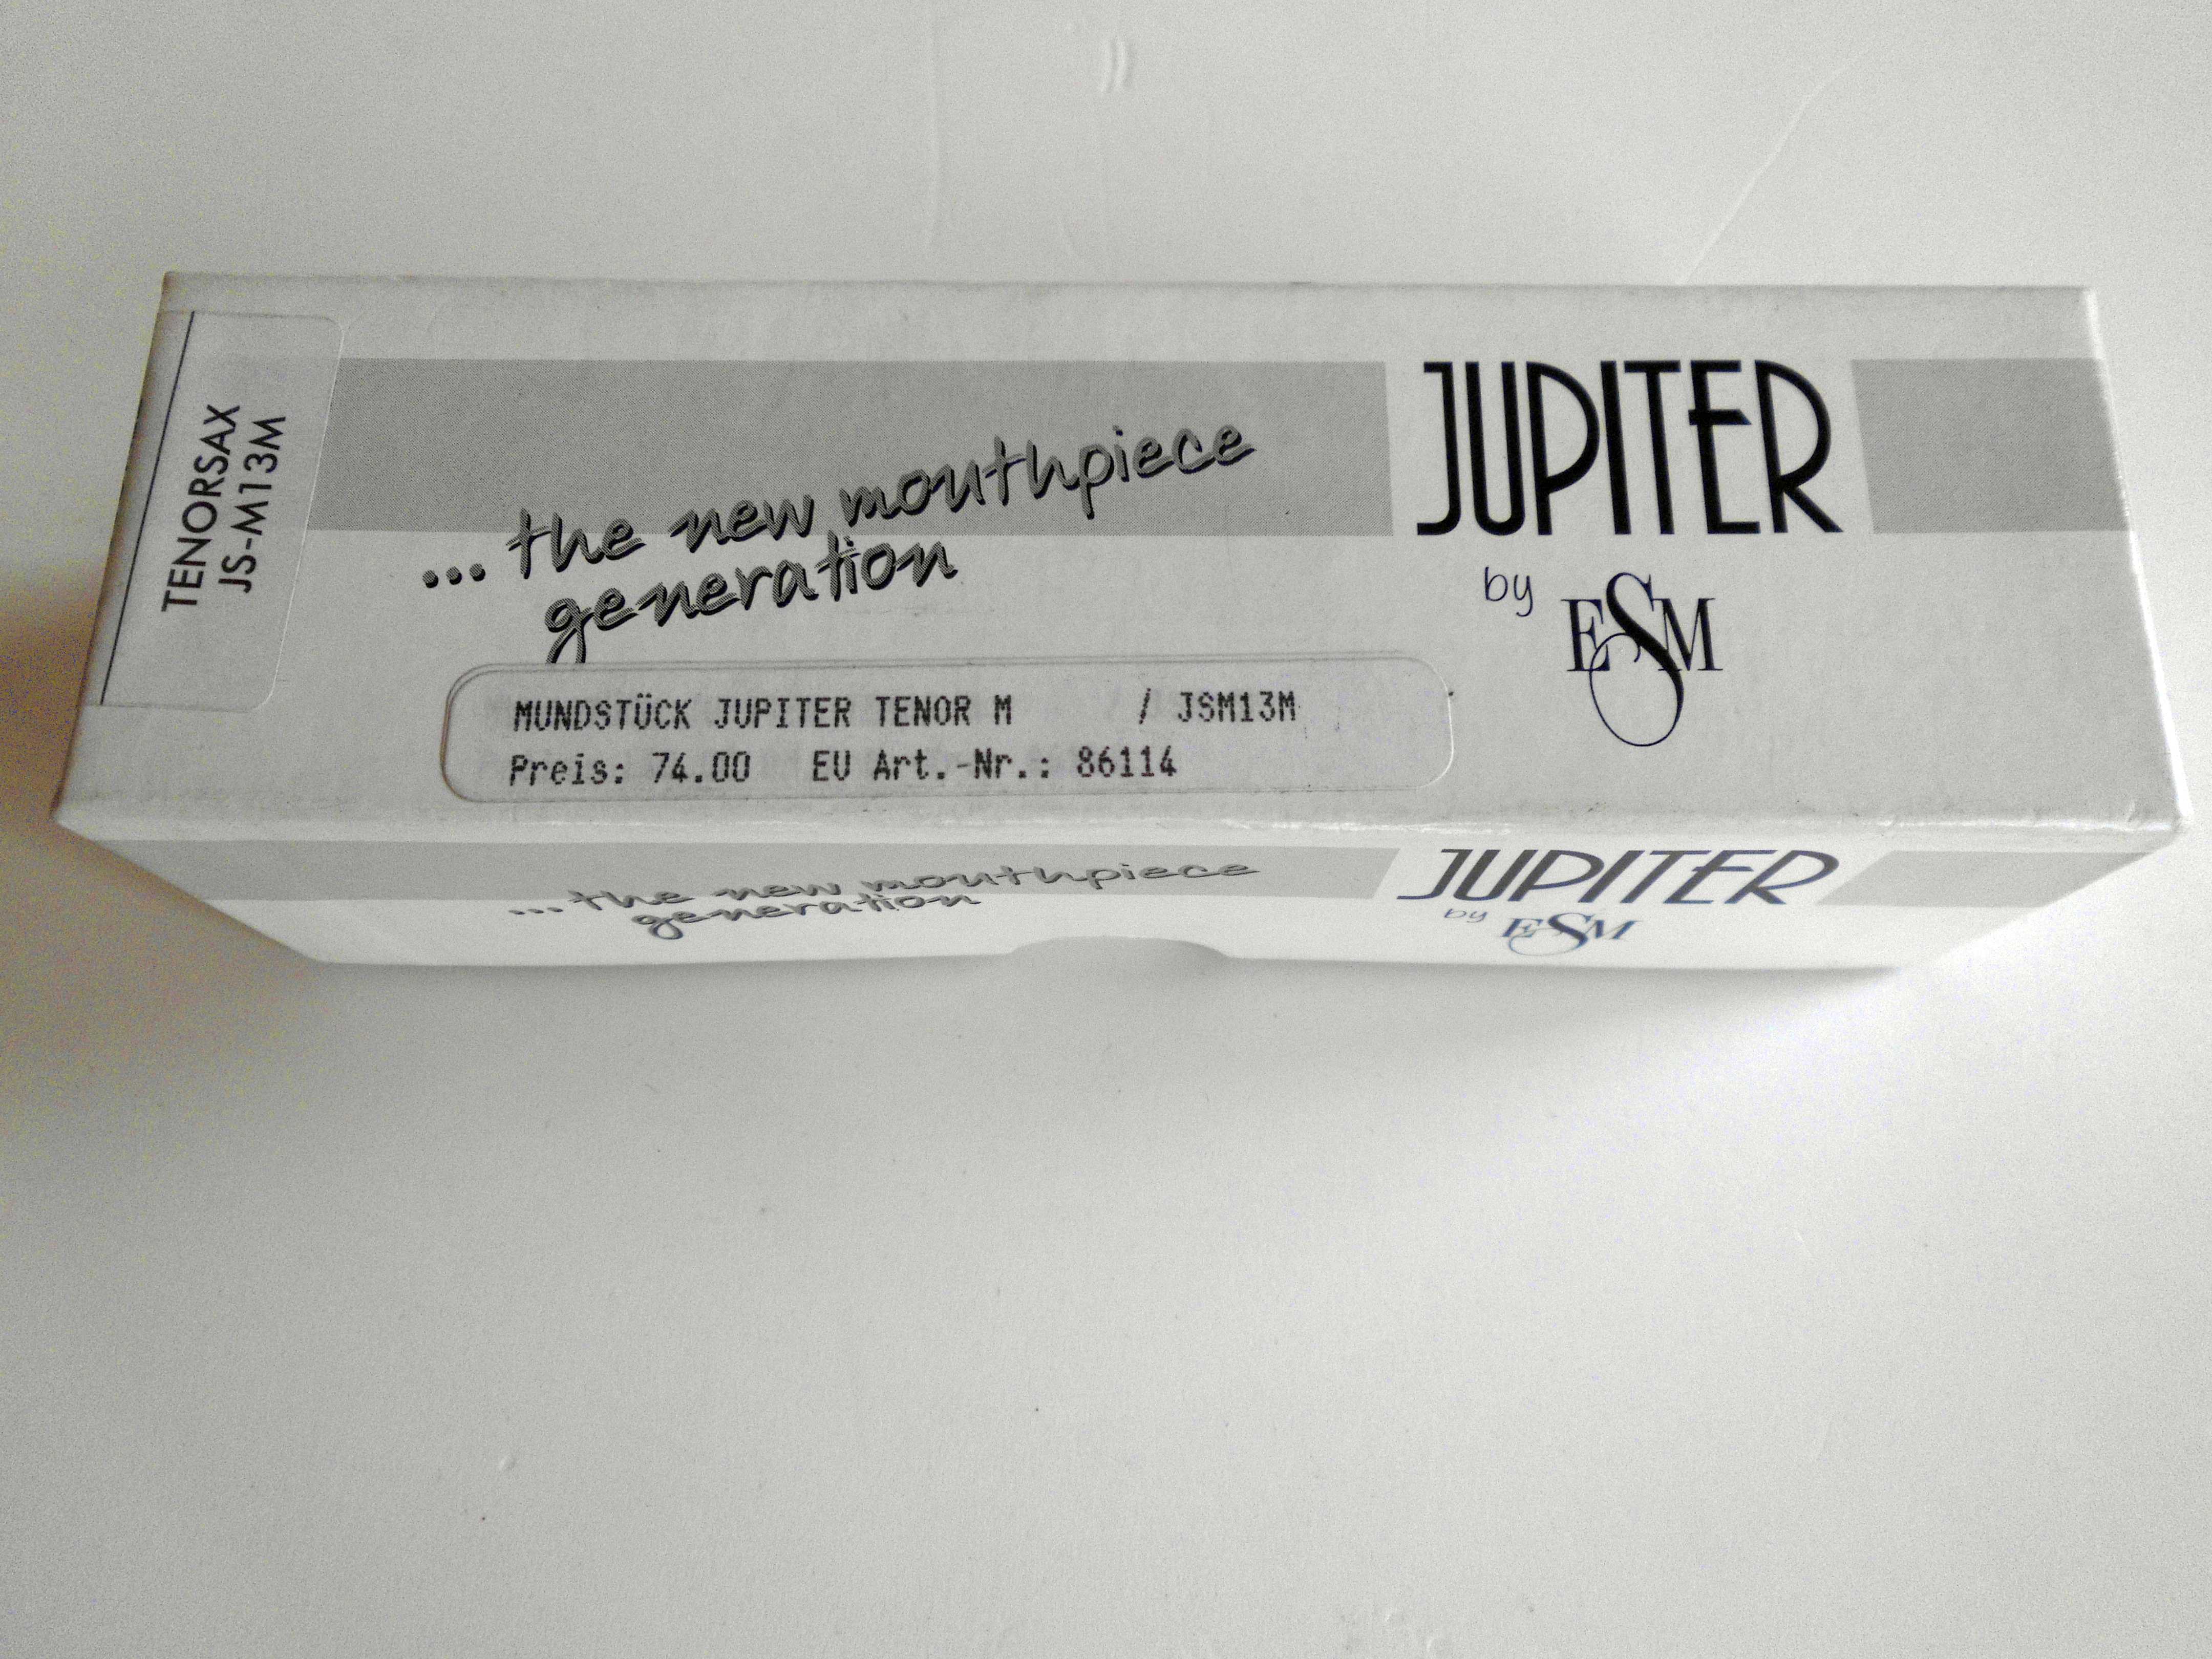 TENORSAX
JS-M13M
... the new mouthpiece
generation
JUPITER
by ESM
MUNDSTÜCK JUPITER TENOR M / JSM13M
Preis: 74.00 EU Art.-Nr.: 86114
...the new mouthpiece
generation
JUPITER
by ESM